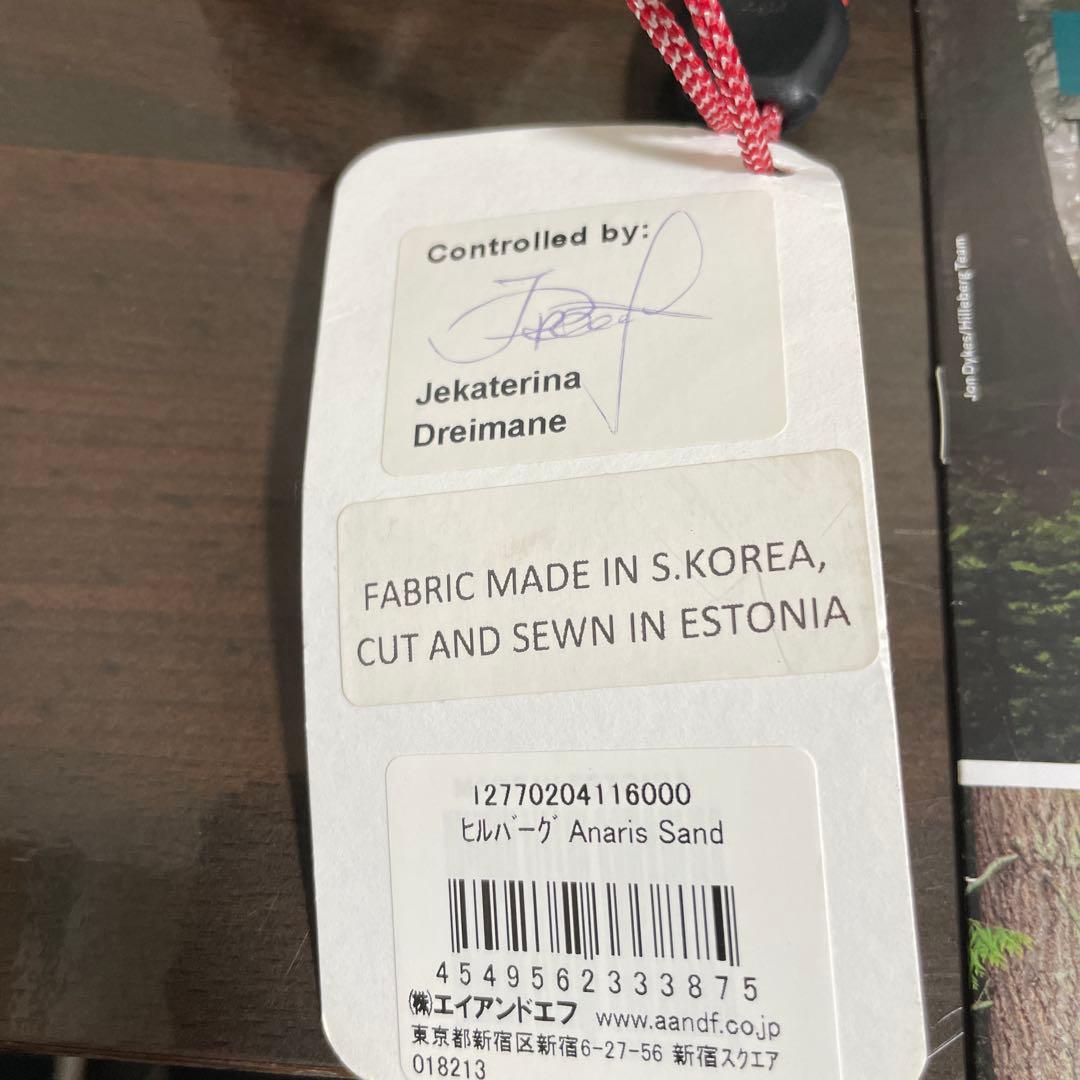 Controlled by:
Jekaterina
Dreimane
FABRIC MADE IN S.KOREA,
CUT AND SEWN IN ESTONIA
12770204116000
ﾋﾙﾊﾞｰｸﾞ Anaris Sand
4549562333875
㈱エイアンドエフ www.aandf.co.jp
東京都新宿区新宿6-27-56 新宿スクエア
018213
Jon Dykes/Hilleberg Team